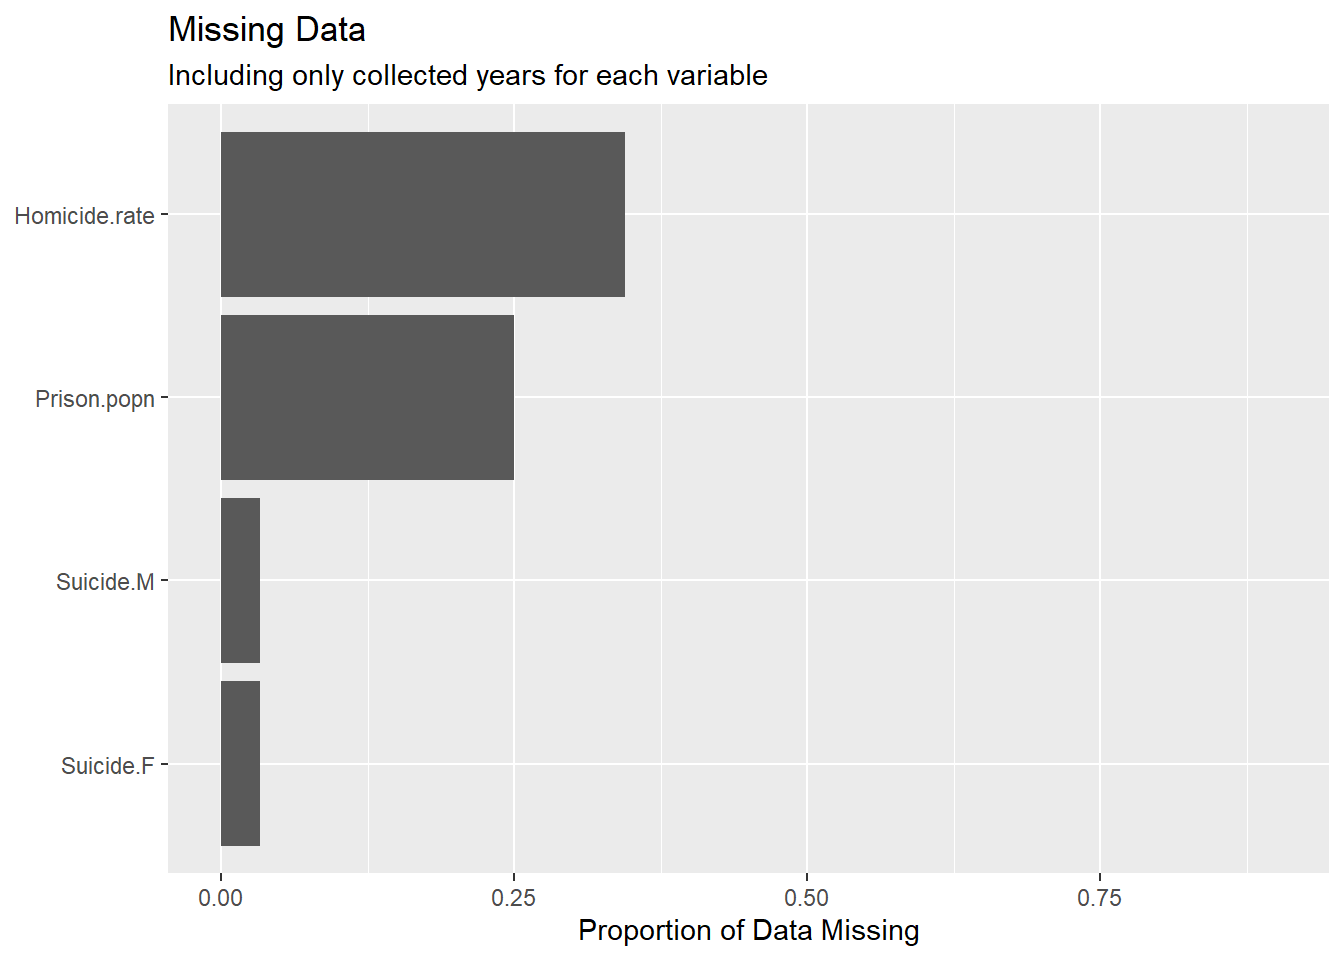 Missing Data
Including only collected years for each variable
Homicide.rate
Prison.popn
Suicide.M
Suicide.F
0.00 0.25 0.50 0.75
Proportion of Data Missing